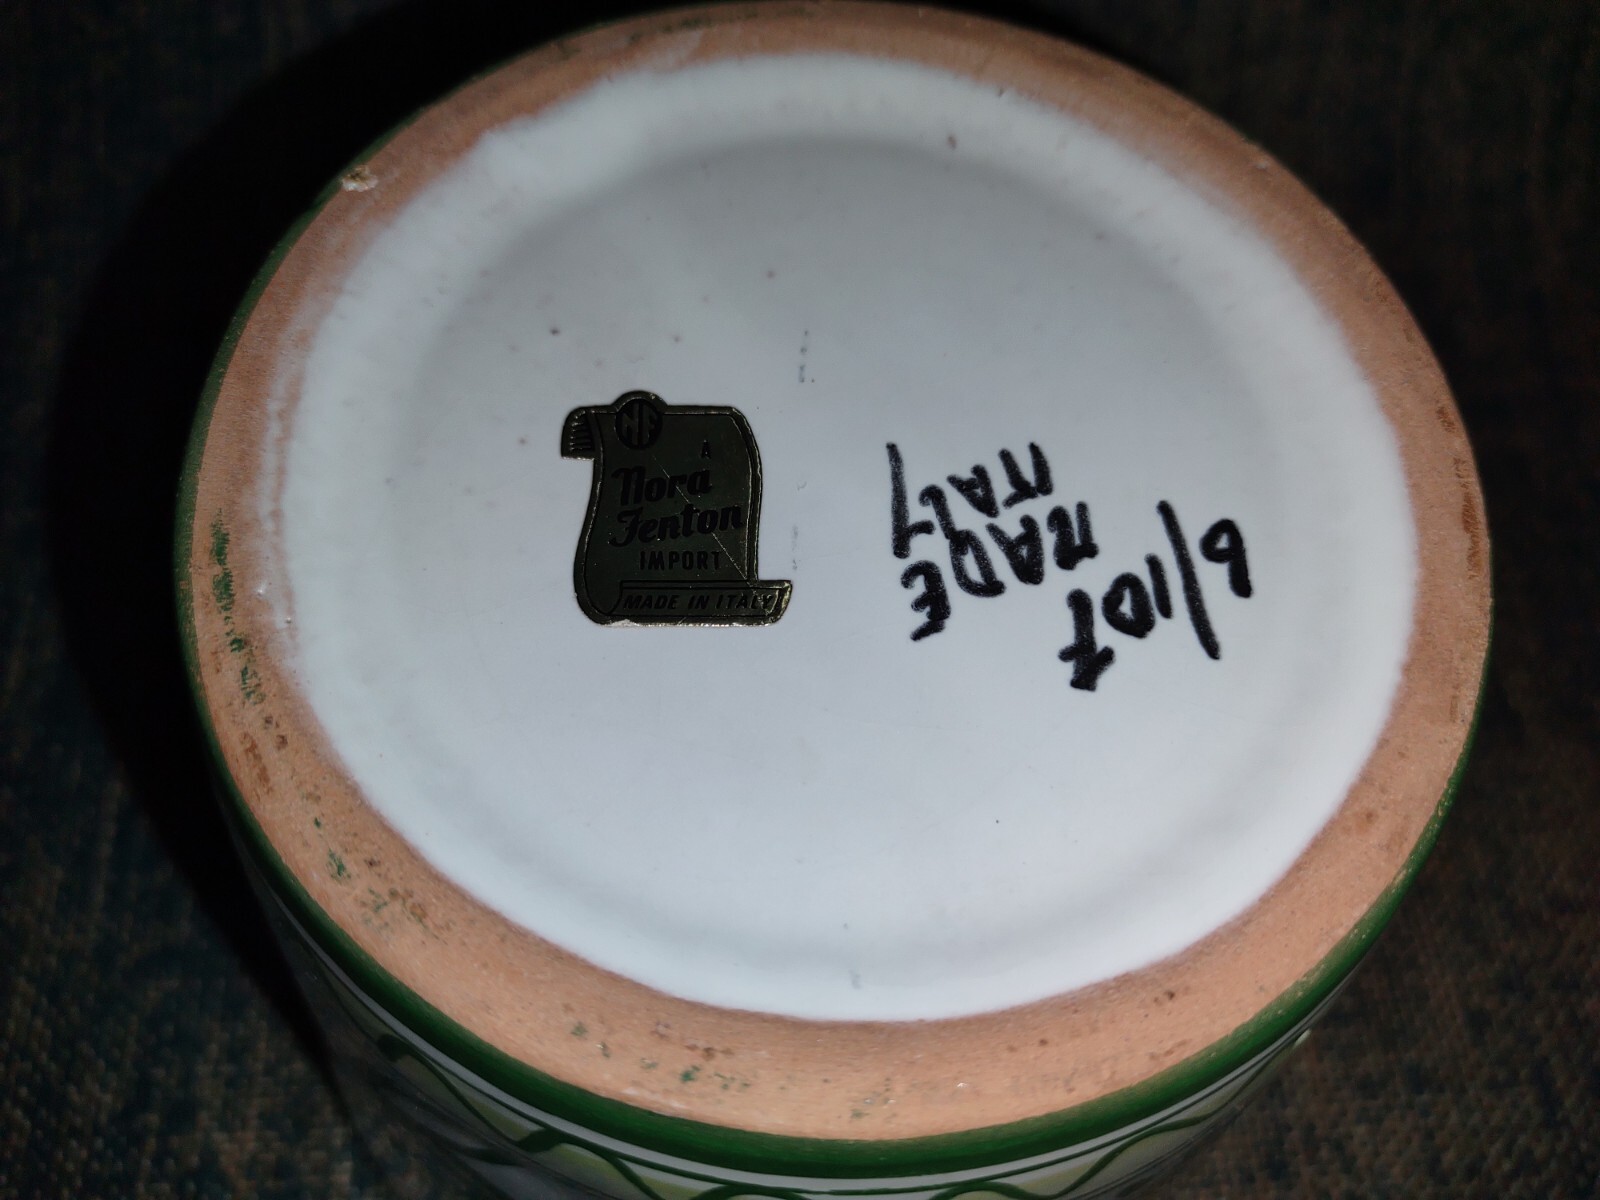 NF
A
Nora
Fenton
IMPORT
MADE IN ITALY
6/107
MADE
ITALY